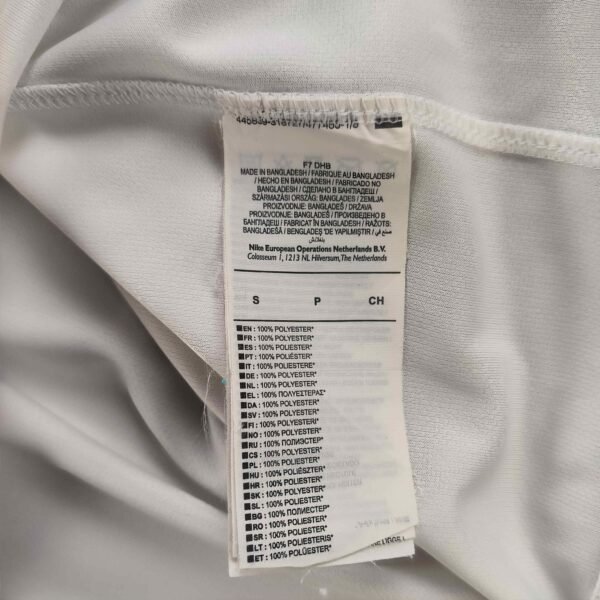 F7 DHB
MADE IN BANGLADESH / FABRIQUE AU BANGLADESH
/ HECHO EN BANGLADESH / FABRICADO NO
BANGLADESH / СДЕЛАНО В БАНГЛАДЕШ /
SZÁRMAZÁSI ORSZÁG: BANGLADES / ZEMLJA
PROIZVODNJE: BANGLADEŠ / DRŽAVA
PROIZVODNJE: BANGLADEŠ / ПРОИЗВЕДЕНО В
БАНГЛАДЕШ / FABRICAT ÎN BANGLADESH / RAŽOTS:
BANGLADEŠĀ / BENGLADEŞ 'DE YAPILMIŞTIR / صنع في
بنغلاديش
Nike European Operations Netherlands B.V.
Colosseum 1, 1213 NL Hilversum, The Netherlands
S P CH
EN : 100% POLYESTER*
FR : 100% POLYESTER*
ES : 100% POLIÉSTER*
PT : 100% POLIÉSTER*
IT : 100% POLIESTERE*
DE : 100% POLYESTER*
NL : 100% POLYESTER*
EL : 100% ΠΟΛΥΕΣΤΕΡΑΣ*
DA : 100% POLYESTER*
SV : 100% POLYESTER*
FI : 100% POLYESTERI*
NO : 100% POLYESTER*
RU : 100% ПОЛИЭСТЕР*
CS : 100% POLYESTER*
PL : 100% POLIESTER*
HU : 100% POLIÉSZTER*
HR : 100% POLIESTER*
SK : 100% POLYESTER*
SL : 100% POLIESTER*
BG : 100% ПОЛИЕСТЕР*
RO : 100% POLIESTER*
SR : 100% POLIESTER*
LT : 100% POLIESTERIS*
ET : 100% POLÜESTER*